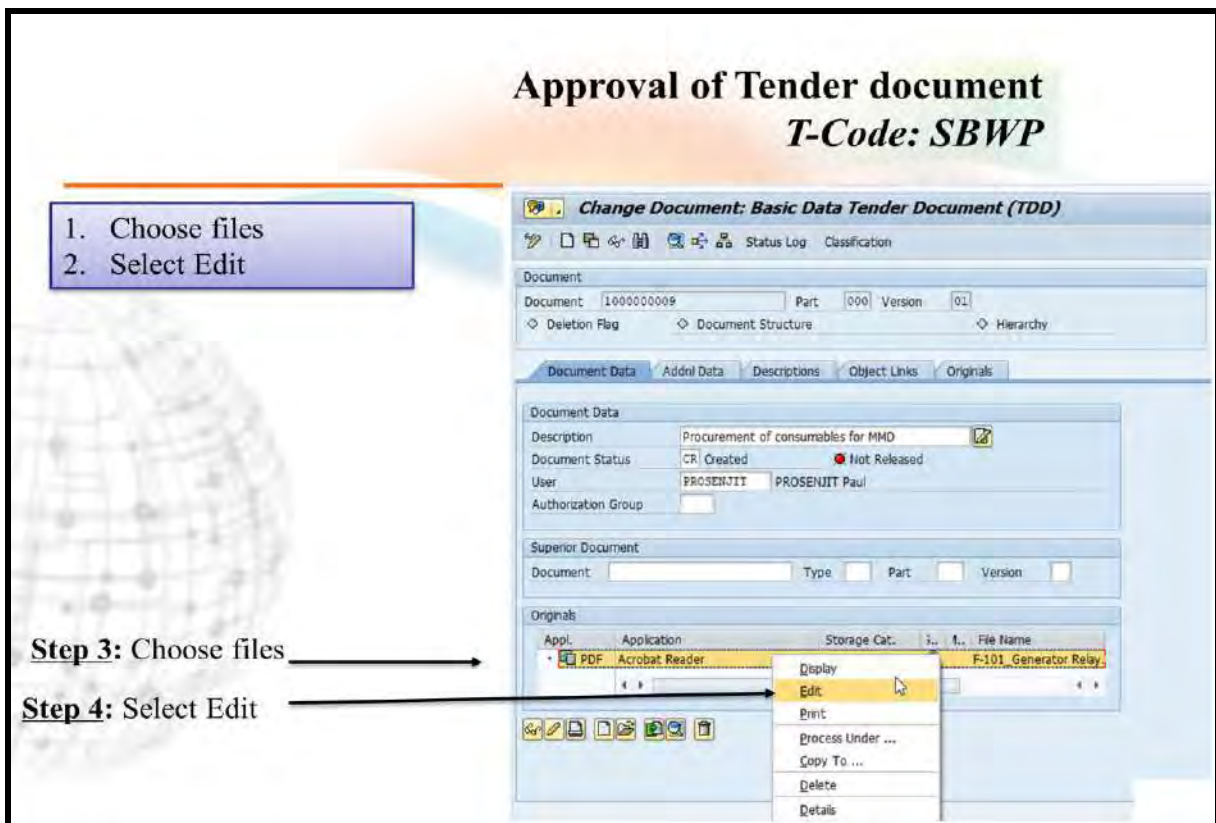 Approval of Tender document
T-Code: SBWP
1. Choose files
2. Select Edit
Change Document: Basic Data Tender Document (TDD)
Status Log Classification
Document
Document 1000000009 Part 000 Version 01
Deletion Flag Document Structure Hierarchy
Document Data Addnl Data Descriptions Object Links Originals
Document Data
Description Procurement of consumables for MMD
Document Status CR Created Not Released
User PROSENJIT PROSENJIT Paul
Authorization Group
Superior Document
Document Type Part Version
Originals
Appl. Application Storage Cat. File Name
PDF Acrobat Reader F-101_Generator Relay.
Display
Edit
Print
Process Under ...
Copy To ...
Delete
Details
Step 3: Choose files
Step 4: Select Edit